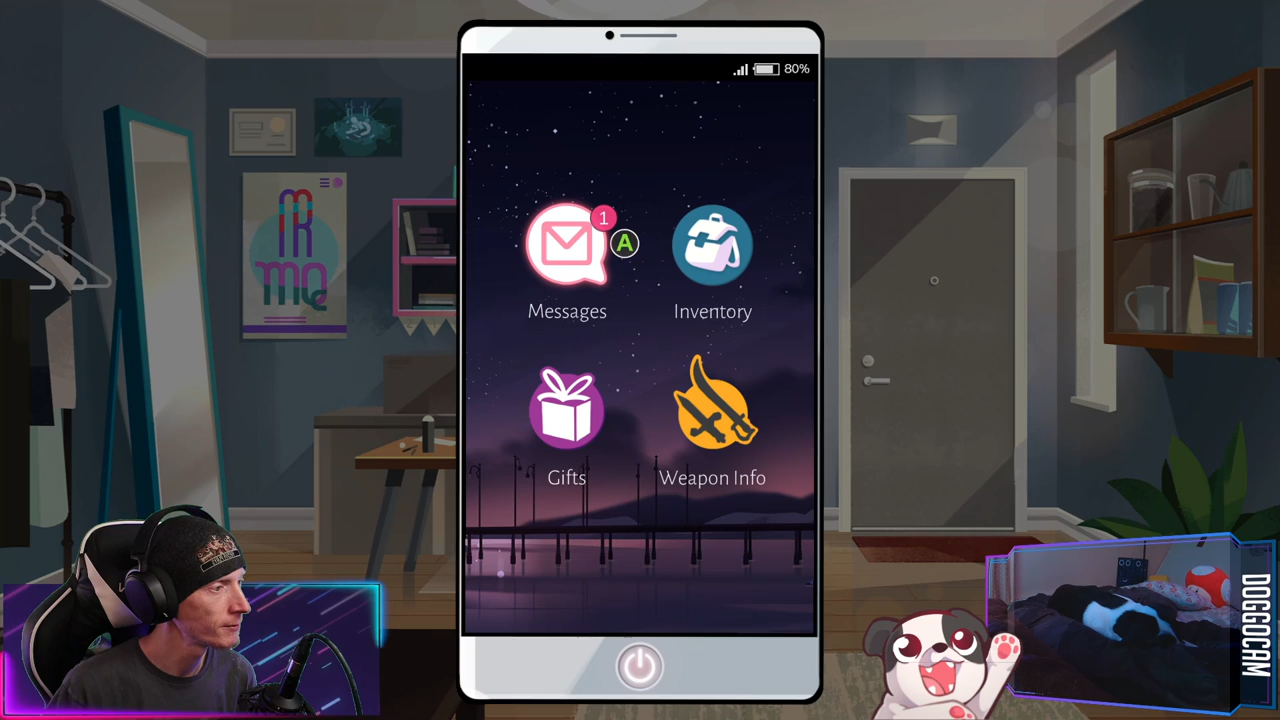 80%
1
A
Messages
Inventory
Gifts
Weapon Info
DOGGOCAM